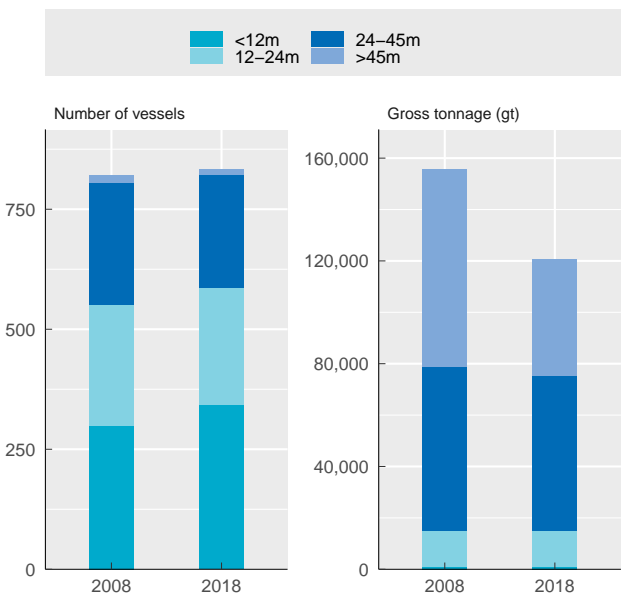 <12m 24–45m
12–24m >45m
Number of vessels
750
500
250
0
2008 2018
Gross tonnage (gt)
160,000
120,000
80,000
40,000
0
2008 2018